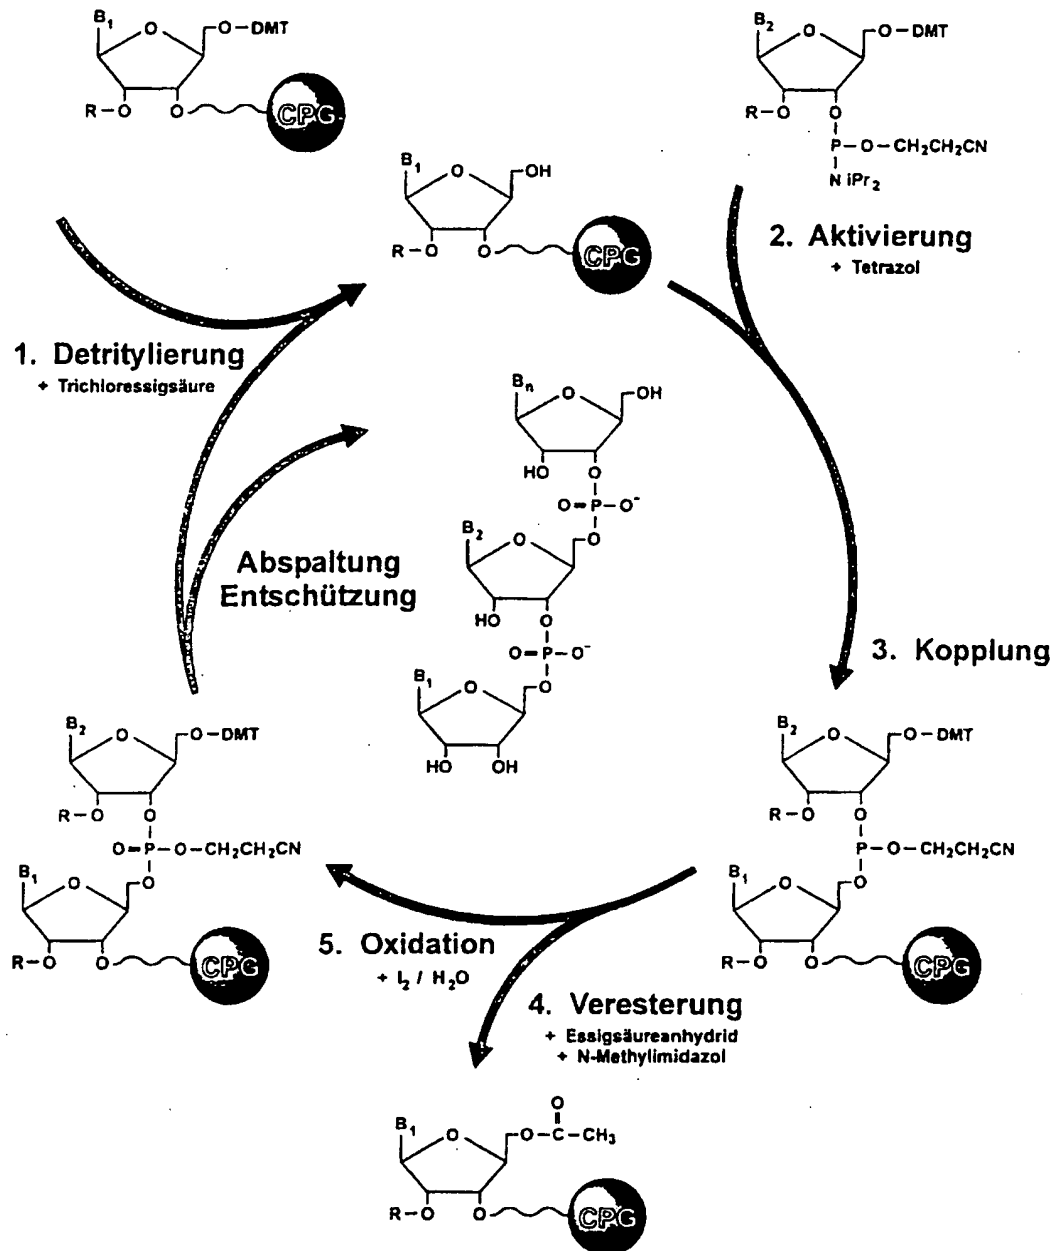 B1
O
O–DMT
R–O
O
CPG
B2
O
O–DMT
R–O
O
P–O–CH2CH2CN
N iPr2
B1
O
OH
R–O
O
CPG
2. Aktivierung
+ Tetrazol
1. Detritylierung
+ Trichloressigsäure
Bn
O
OH
HO
O
O=P–O-
O
B2
O
HO
O
O=P–O-
O
B1
O
HO
OH
Abspaltung
Entschützung
3. Kopplung
B2
O
O–DMT
R–O
O
O=P–O–CH2CH2CN
O
B1
O
R–O
O
CPG
B2
O
O–DMT
R–O
O
P–O–CH2CH2CN
O
B1
O
R–O
O
CPG
5. Oxidation
+ I2 / H2O
4. Veresterung
+ Essigsäureanhydrid
+ N-Methylimidazol
B1
O
O
O–C–CH3
R–O
O
CPG